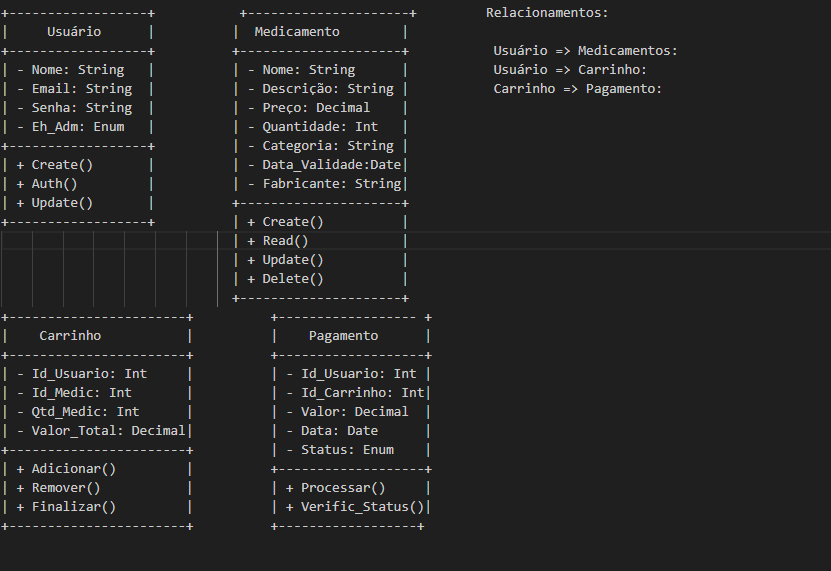 Usuário
- Nome: String
- Email: String
- Senha: String
- Eh_Adm: Enum
+ Create()
+ Auth()
+ Update()
Medicamento
- Nome: String
- Descrição: String
- Preço: Decimal
- Quantidade: Int
- Categoria: String
- Data_Validade:Date
- Fabricante: String
+ Create()
+ Read()
+ Update()
+ Delete()
Relacionamentos:
Usuário => Medicamentos:
Usuário => Carrinho:
Carrinho => Pagamento:
Carrinho
- Id_Usuario: Int
- Id_Medic: Int
- Qtd_Medic: Int
- Valor_Total: Decimal
+ Adicionar()
+ Remover()
+ Finalizar()
Pagamento
- Id_Usuario: Int
- Id_Carrinho: Int
- Valor: Decimal
- Data: Date
- Status: Enum
+ Processar()
+ Verific_Status()